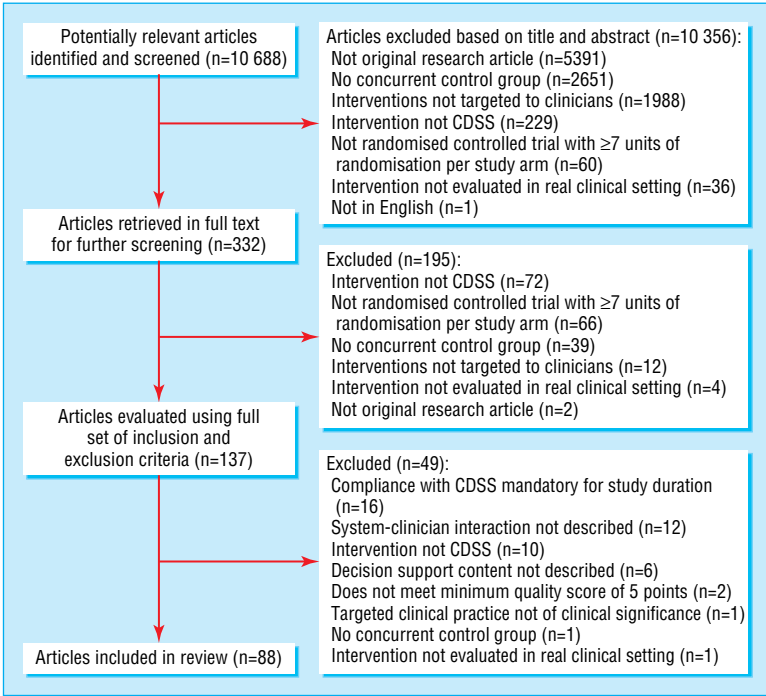 Potentially relevant articles
identified and screened (n=10 688)
Articles excluded based on title and abstract (n=10 356):
Not original research article (n=5391)
No concurrent control group (n=2651)
Interventions not targeted to clinicians (n=1988)
Intervention not CDSS (n=229)
Not randomised controlled trial with ≥7 units of
randomisation per study arm (n=60)
Intervention not evaluated in real clinical setting (n=36)
Not in English (n=1)
Articles retrieved in full text
for further screening (n=332)
Excluded (n=195):
Intervention not CDSS (n=72)
Not randomised controlled trial with ≥7 units of
randomisation per study arm (n=66)
No concurrent control group (n=39)
Interventions not targeted to clinicians (n=12)
Intervention not evaluated in real clinical setting (n=4)
Not original research article (n=2)
Articles evaluated using full
set of inclusion and
exclusion criteria (n=137)
Excluded (n=49):
Compliance with CDSS mandatory for study duration
(n=16)
System-clinician interaction not described (n=12)
Intervention not CDSS (n=10)
Decision support content not described (n=6)
Does not meet minimum quality score of 5 points (n=2)
Targeted clinical practice not of clinical significance (n=1)
No concurrent control group (n=1)
Intervention not evaluated in real clinical setting (n=1)
Articles included in review (n=88)